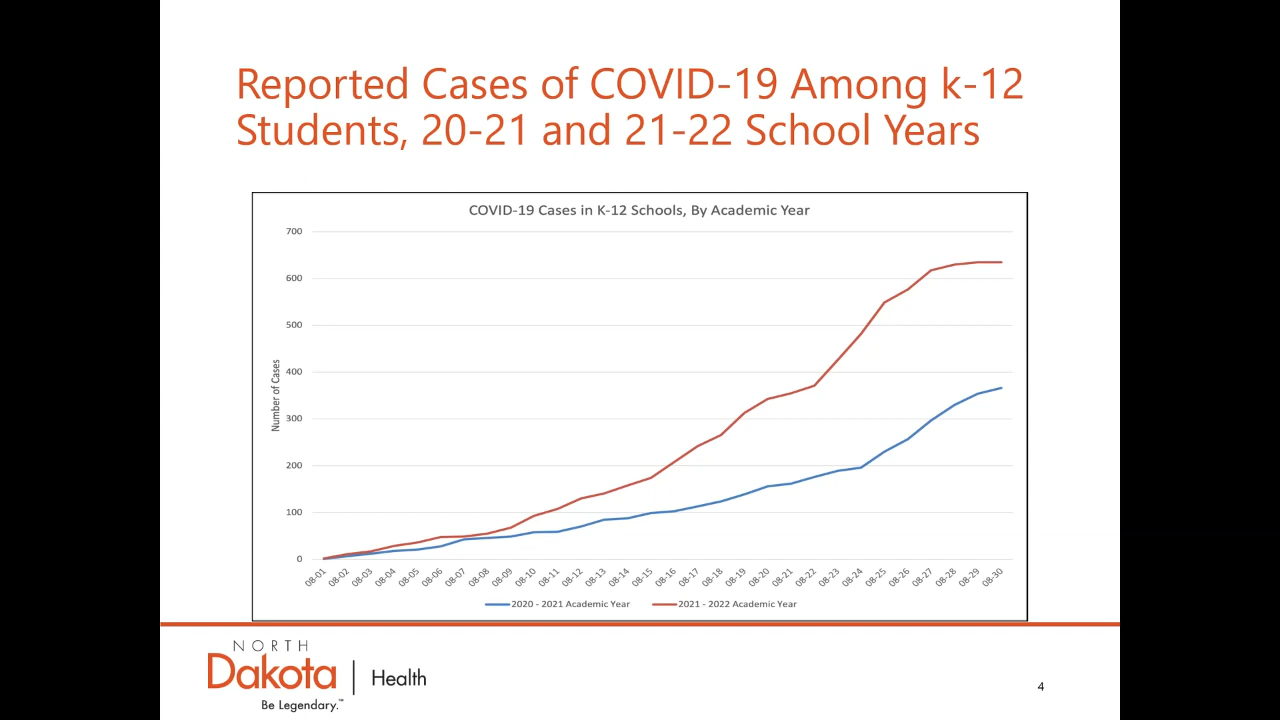 Reported Cases of COVID-19 Among k-12
Students, 20-21 and 21-22 School Years
COVID-19 Cases in K-12 Schools, By Academic Year
700
600
500
400
300
200
100
0
Number of Cases
08-01 08-02 08-03 08-04 08-05 08-06 08-07 08-08 08-09 08-10 08-11 08-12 08-13 08-14 08-15 08-16 08-17 08-18 08-19 08-20 08-21 08-22 08-23 08-24 08-25 08-26 08-27 08-28 08-29 08-30
2020 - 2021 Academic Year 2021 - 2022 Academic Year
NORTH
Dakota | Health
Be Legendary.™
4